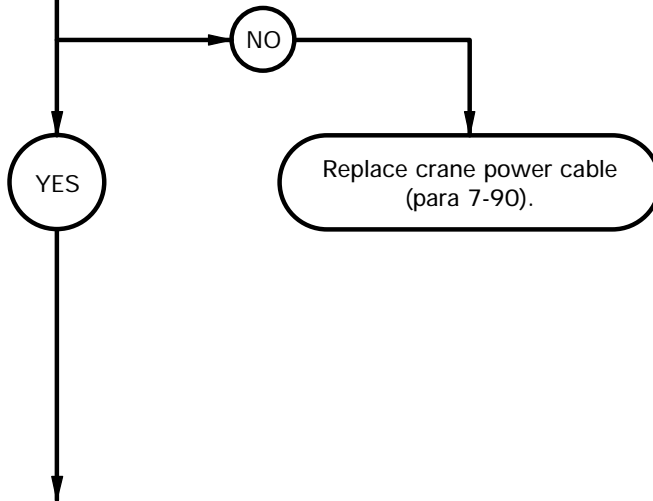 NO
YES
Replace crane power cable
(para 7-90).